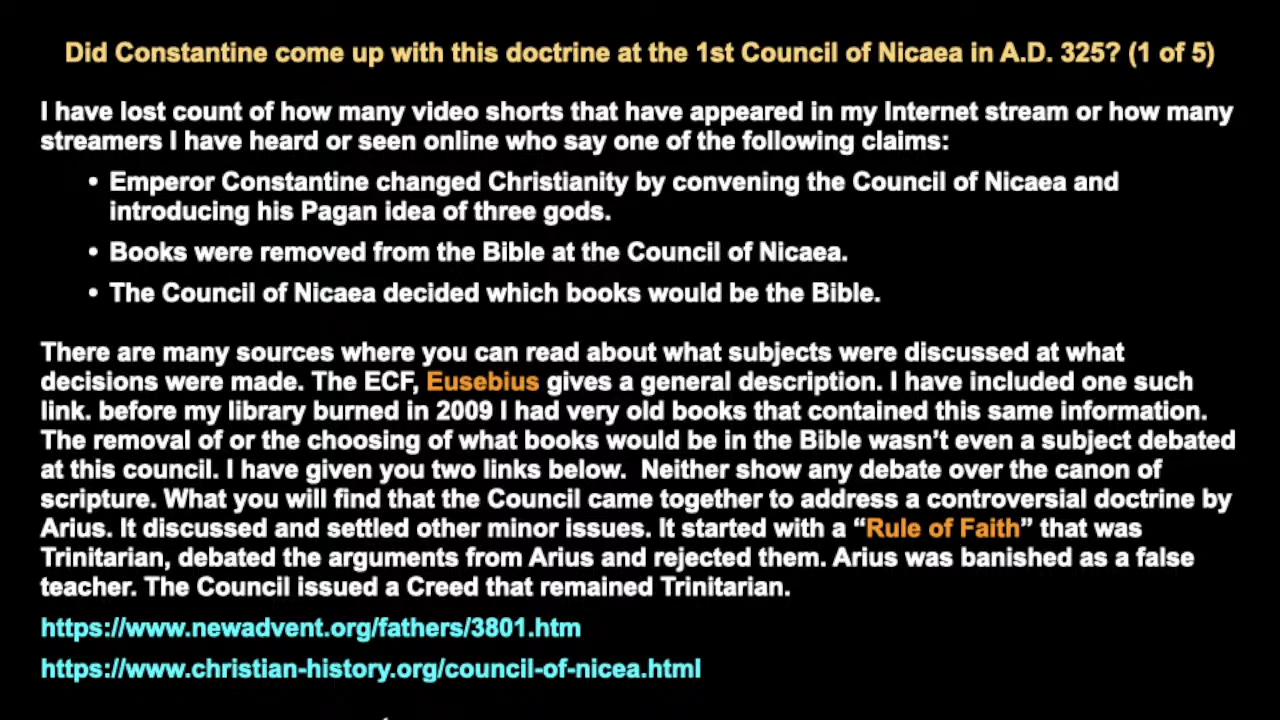 Did Constantine come up with this doctrine at the 1st Council of Nicaea in A.D. 325? (1 of 5)
I have lost count of how many video shorts that have appeared in my Internet stream or how many
streamers I have heard or seen online who say one of the following claims:
• Emperor Constantine changed Christianity by convening the Council of Nicaea and
introducing his Pagan idea of three gods.
• Books were removed from the Bible at the Council of Nicaea.
• The Council of Nicaea decided which books would be the Bible.
There are many sources where you can read about what subjects were discussed at what
decisions were made. The ECF, Eusebius gives a general description. I have included one such
link. before my library burned in 2009 I had very old books that contained this same information.
The removal of or the choosing of what books would be in the Bible wasn’t even a subject debated
at this council. I have given you two links below.  Neither show any debate over the canon of
scripture. What you will find that the Council came together to address a controversial doctrine by
Arius. It discussed and settled other minor issues. It started with a “Rule of Faith” that was
Trinitarian, debated the arguments from Arius and rejected them. Arius was banished as a false
teacher. The Council issued a Creed that remained Trinitarian.
https://www.newadvent.org/fathers/3801.htm
https://www.christian-history.org/council-of-nicea.html